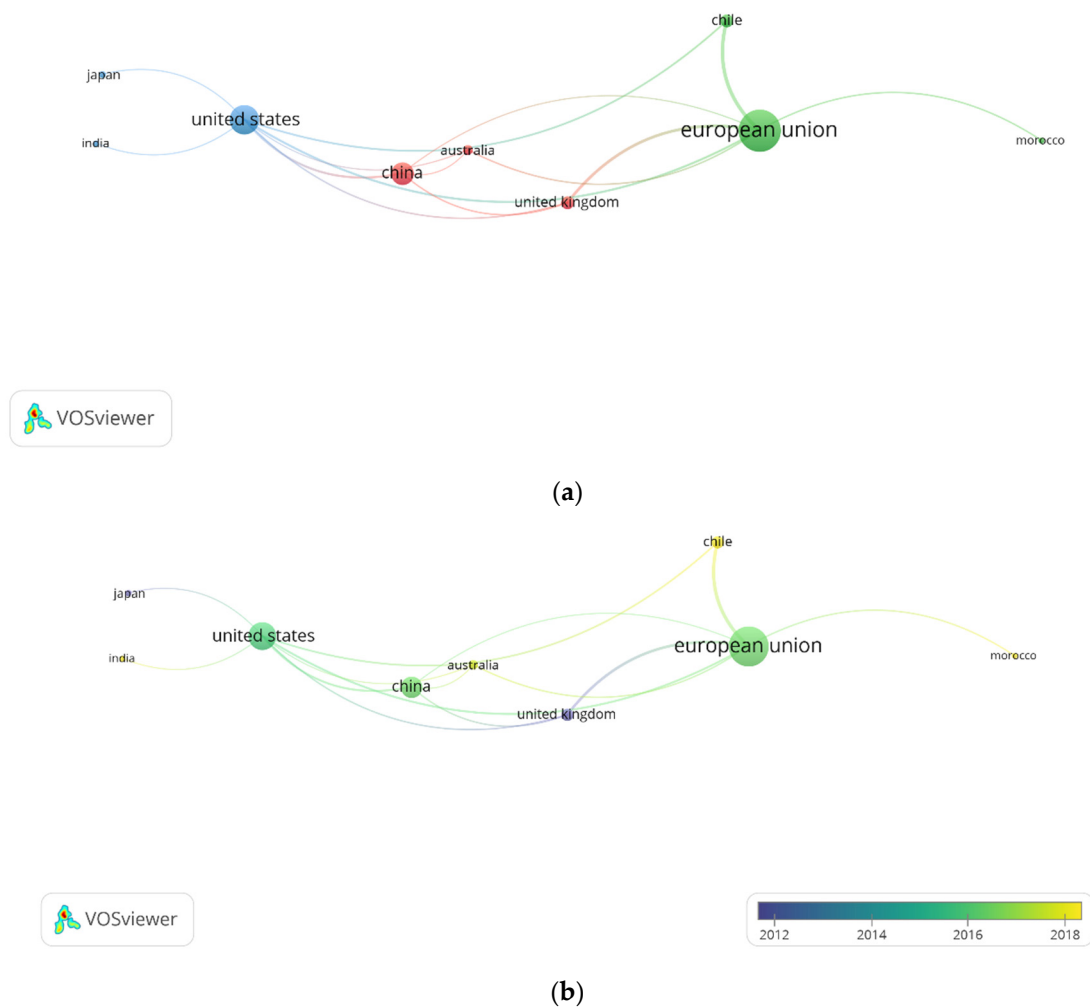 chile
japan
united states
european union
india
australia
morocco
china
united kingdom
VOSviewer
(a)
chile
japan
united states
european union
india
australia
morocco
china
united kingdom
VOSviewer
2012 2014 2016 2018
(b)